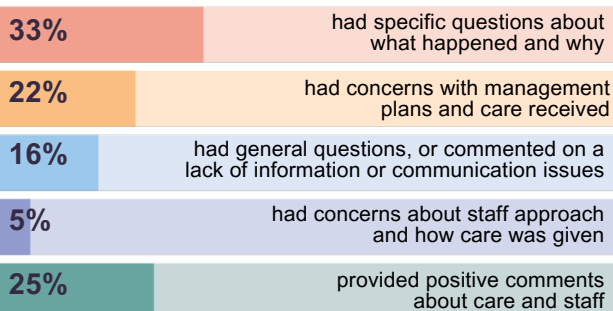 33%
had specific questions about
what happened and why
22%
had concerns with management
plans and care received
16%
had general questions, or commented on a
lack of information or communication issues
5%
had concerns about staff approach
and how care was given
25%
provided positive comments
about care and staff